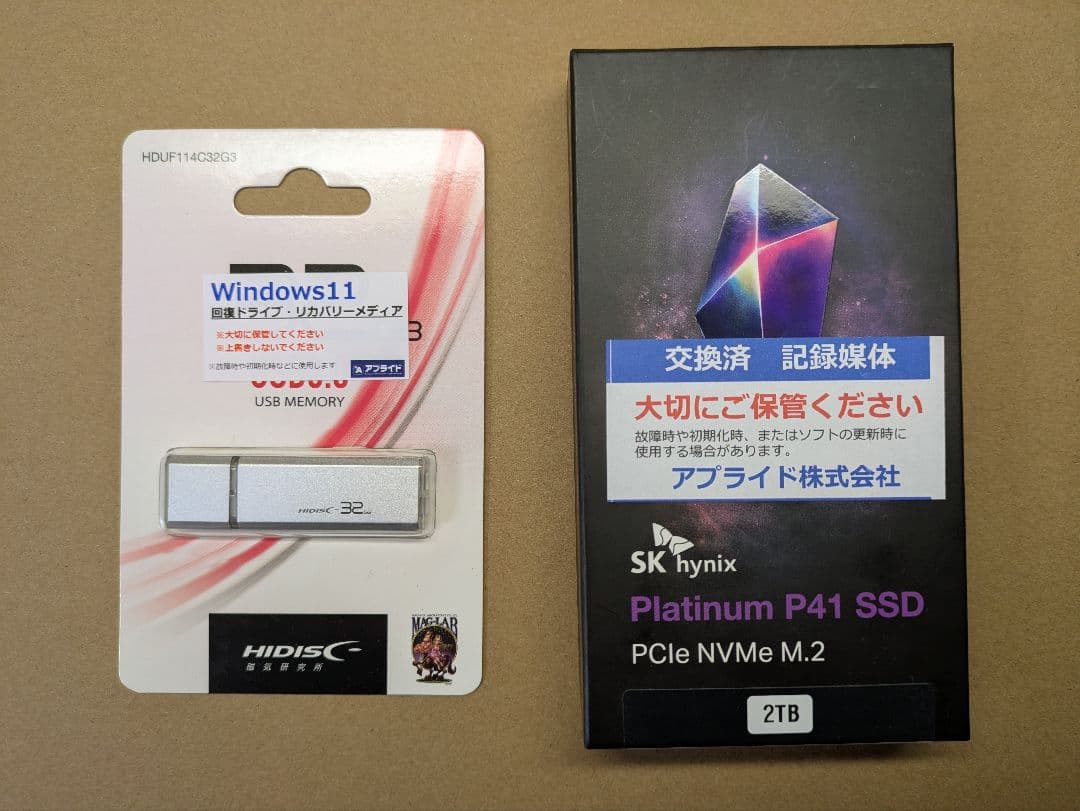 HDUF114C32G3
Windows11
回復ドライブ・リカバリーメディア
※大切に保管してください
※上書きしないでください
※故障時や初期化時などに使用します
アプライド
3
USB MEMORY
HIDISC 32
HIDISC
磁気研究所
MAG-LAB
交換済 記録媒体
大切にご保管ください
故障時や初期化時、またはソフトの更新時に
使用する場合があります。
アプライド株式会社
SK hynix
Platinum P41 SSD
PCIe NVMe M.2
2TB